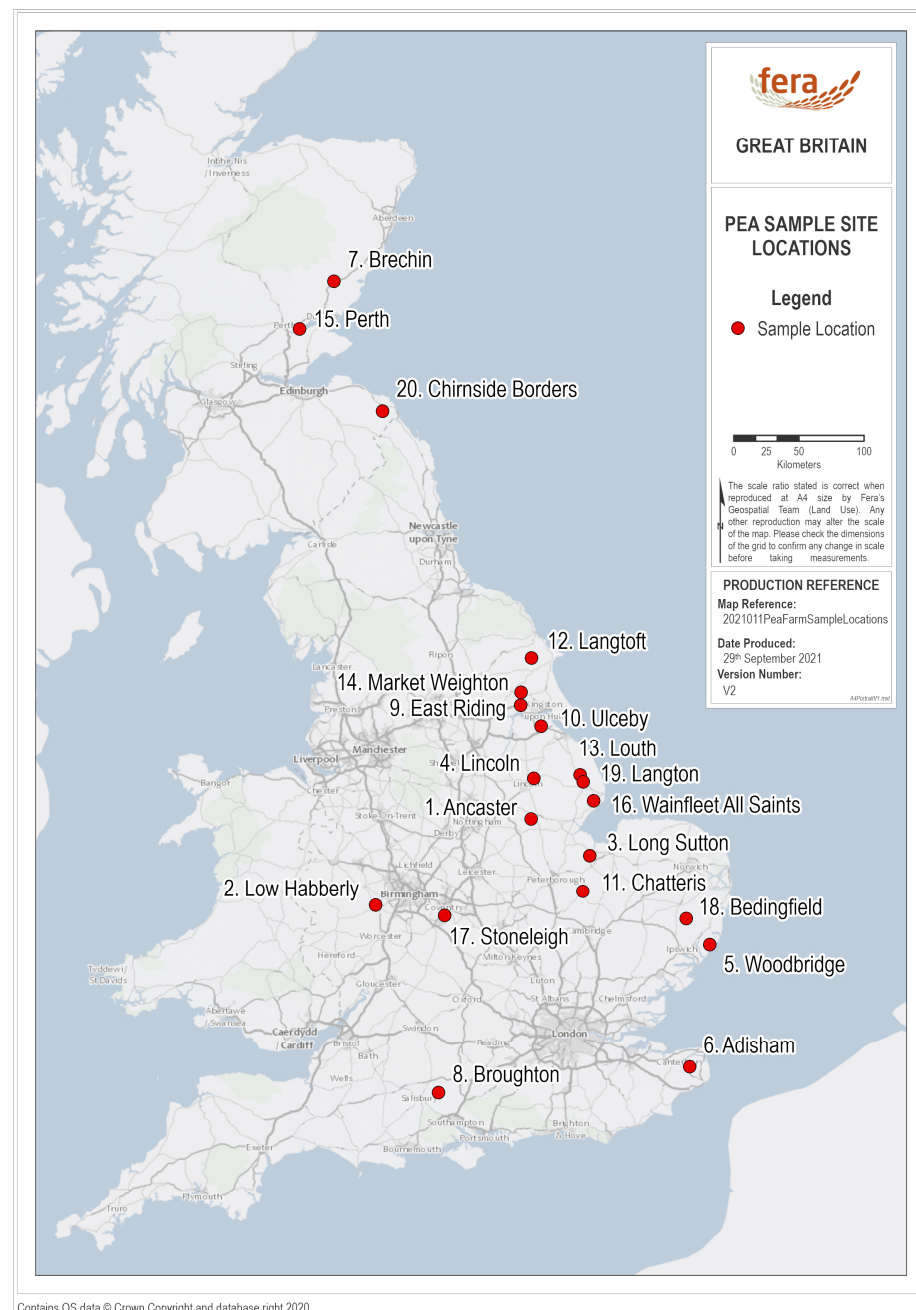 fera
GREAT BRITAIN
PEA SAMPLE SITE
LOCATIONS
Legend
Sample Location
0 25 50 100
Kilometers
The scale ratio stated is correct when
reproduced at A4 size by Fera's
Geospatial Team (Land Use). Any
other reproduction may alter the scale
of the map. Please check the dimensions
of the grid to confirm any change in scale
before taking measurements.
N
PRODUCTION REFERENCE
Map Reference:
2021011PeaFarmSampleLocations
Date Produced:
29th September 2021
Version Number:
V2
A4PortraitV1.mxd
Inbhir Nis
/ Inverness
Aberdeen
7. Brechin
15. Perth
Perth
Stirling
20. Chirnside Borders
Edinburgh
Glasgow
Newcastle
upon Tyne
Carlisle
Durham
12. Langtoft
Ripon
Lancaster
14. Market Weighton
9. East Riding
Kingston
upon Hul
Preston
10. Ulceby
13. Louth
Manchester
Liverpool
4. Lincoln
19. Langton
Bangor
Chester
Lincoln
16. Wainfleet All Saints
1. Ancaster
Stoke-On-Trent
Nottingham
Derby
3. Long Sutton
Lichfield
Leicester
Norwich
Peterborough
11. Chatteris
2. Low Habberly
Birmingham
18. Bedingfield
Coventry
17. Stoneleigh
Cambridge
Worcester
Ipswich
Hereford
Milton Keynes
5. Woodbridge
Tyddewi /
St Davids
Gloucester
Luton
Oxford
St Albans
Chelmsford
Abertawe
/ Swansea
Swindon
Caerdydd
/ Cardiff
Bristol
London
Reading
6. Adisham
Bath
Canter
8. Broughton
Wells
Salisbury
Southampton
Brighton
& Hove
Portsmouth
Exeter
Bournemouth
Plymouth
Truro
Contains OS data © Crown Copyright and database right 2020